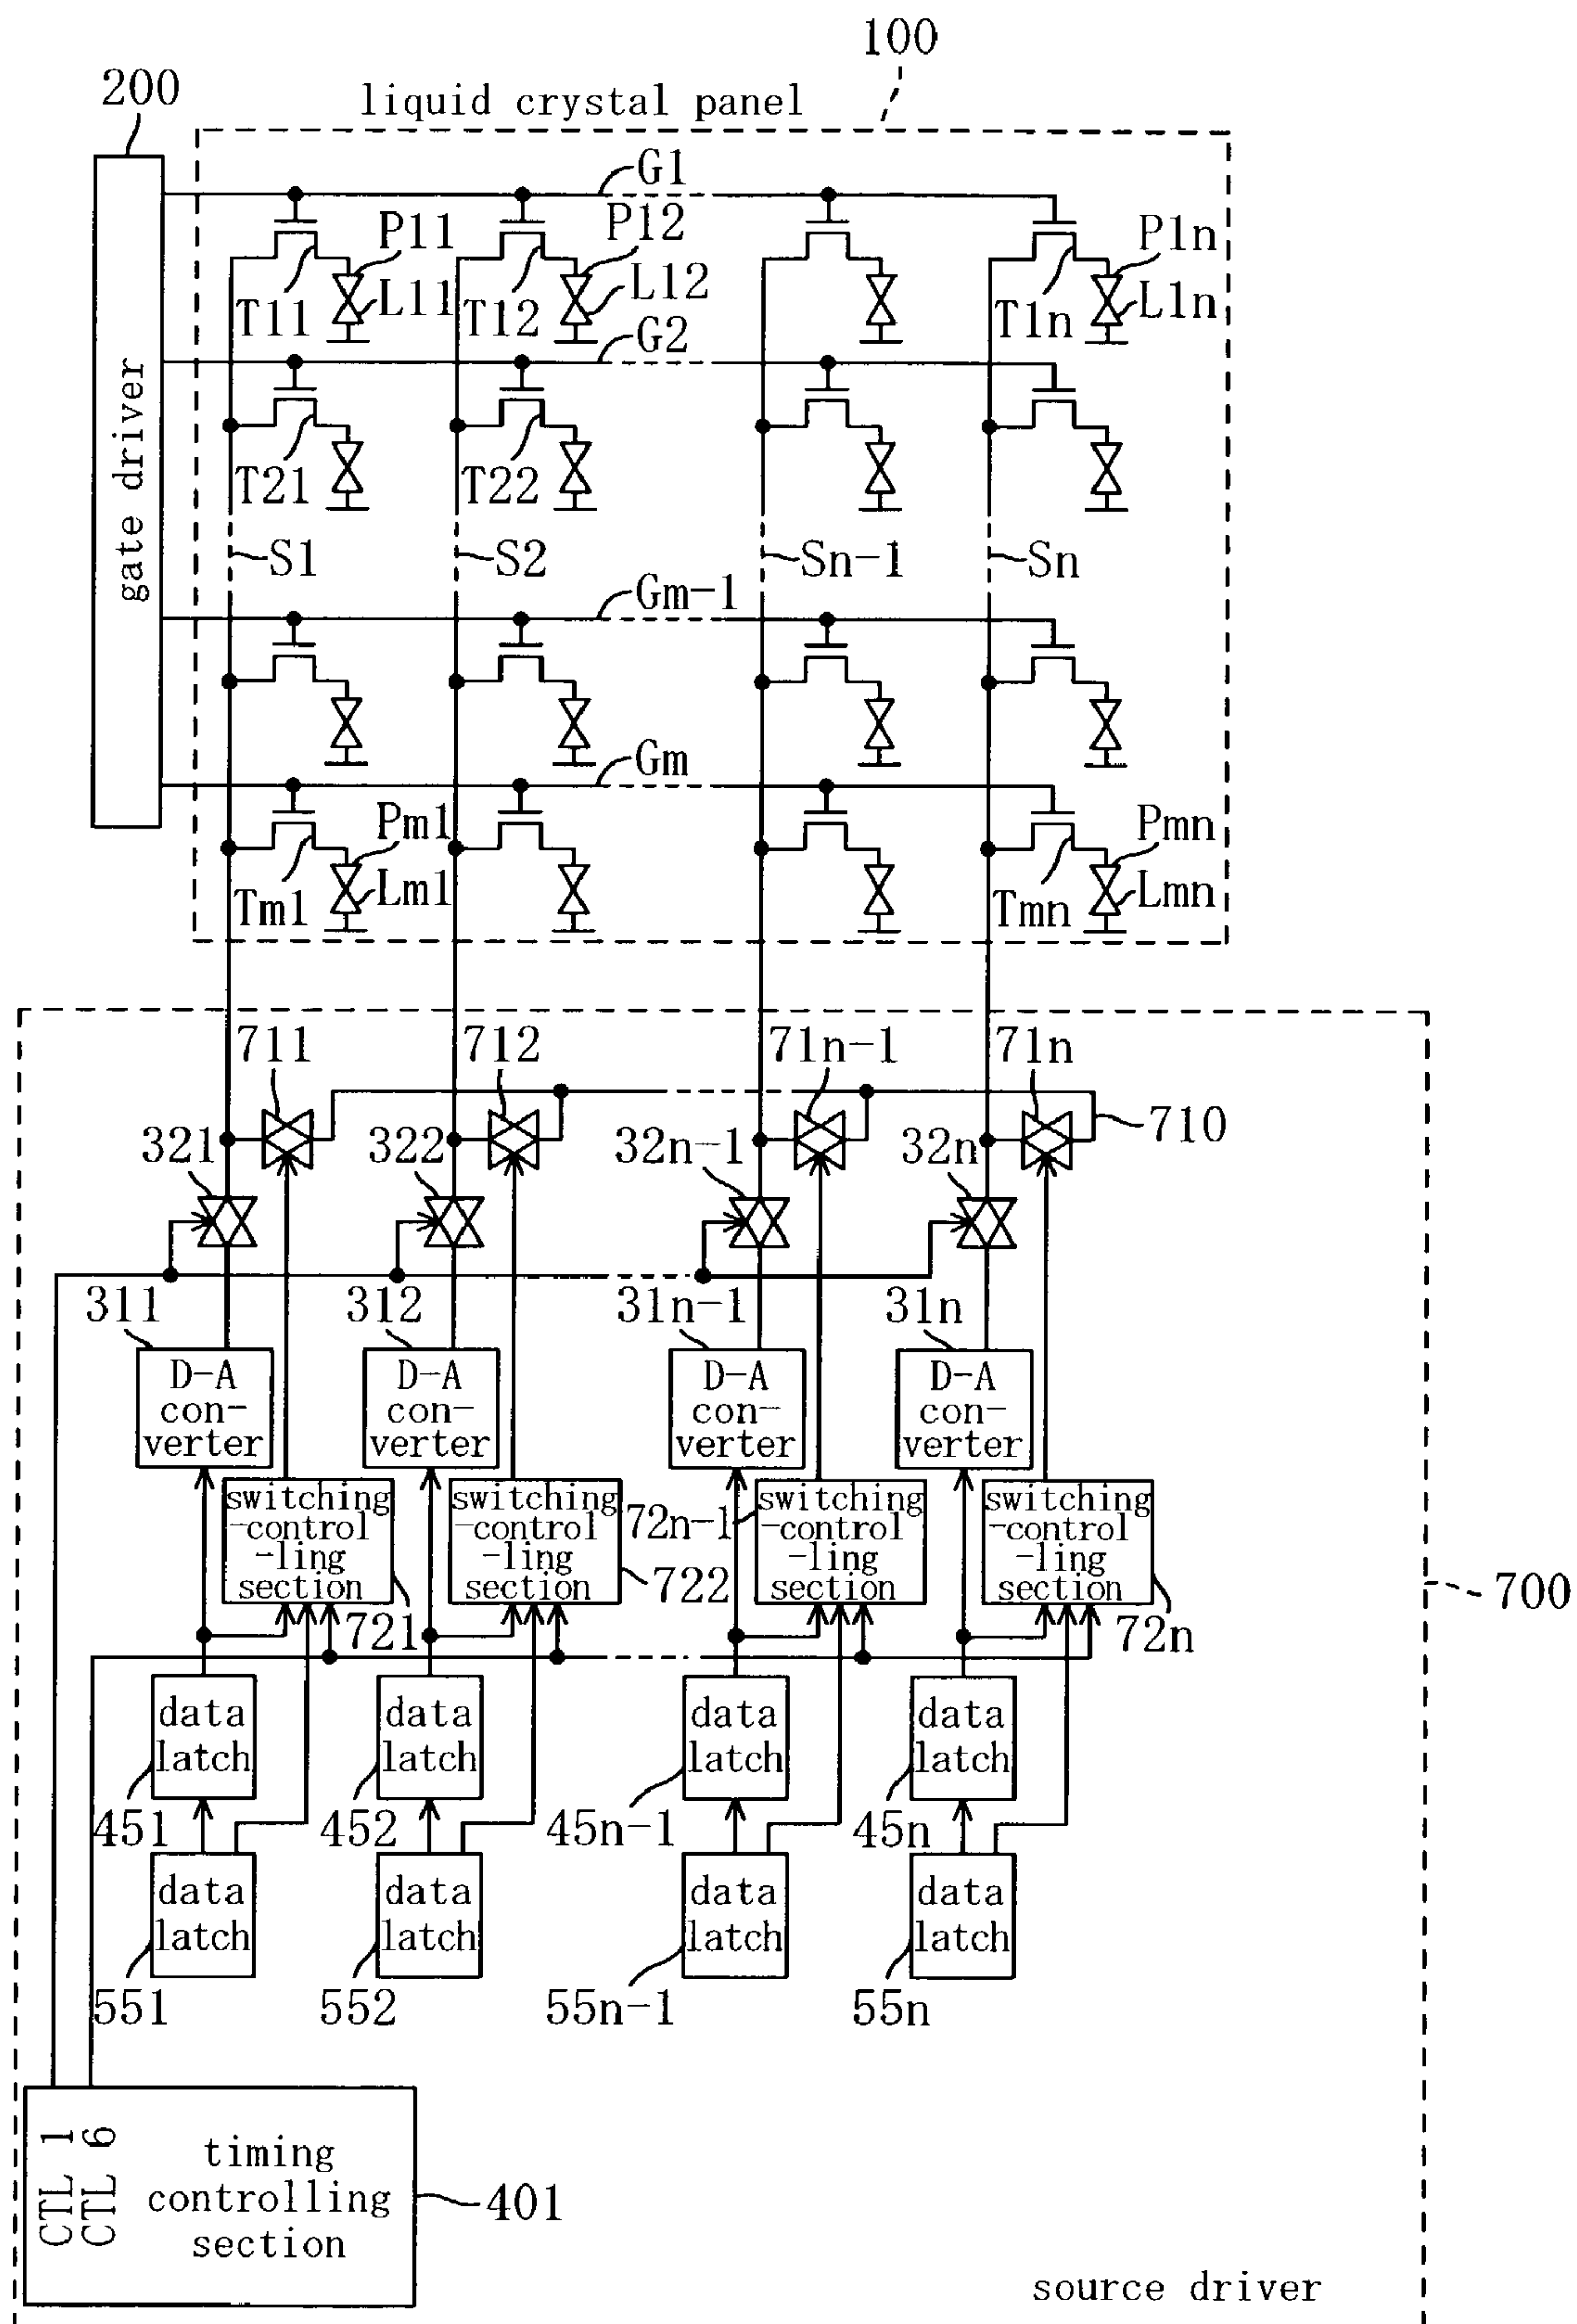 100
200
liquid crystal panel
G1
P11
P12
P1n
L11
L12
L1n
T11
T12
T1n
G2
gate driver
T21
T22
S1
S2
Sn-1
Sn
Gm-1
Gm
Pm1
Pmn
Lm1
Lmn
Tm1
Tmn
711
712
71n-1
71n
710
321
322
32n-1
32n
311
312
31n-1
31n
D-A
con-
verter
D-A
con-
verter
D-A
con-
verter
D-A
con-
verter
switching
-control
-ling
section
switching
-control
-ling
section
72n-1
switching
-control
-ling
section
switching
-control
-ling
section
721
722
72n
700
data
latch
data
latch
data
latch
data
latch
451
452
45n-1
45n
data
latch
data
latch
data
latch
data
latch
551
552
55n-1
55n
CTL 1
CTL 6
timing
controlling
section
401
source driver